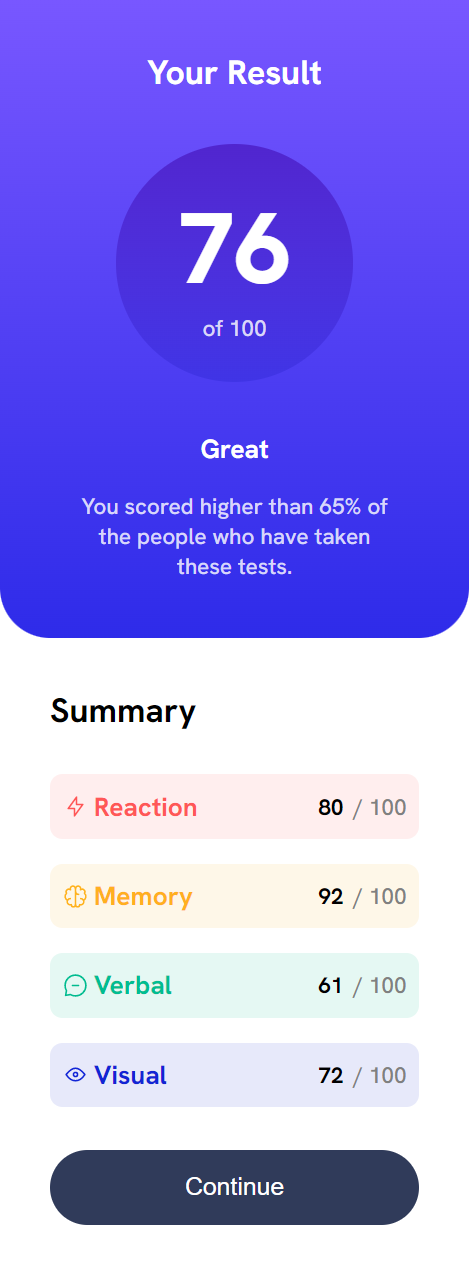 Your Result
76
of 100
Great
You scored higher than 65% of
the people who have taken
these tests.
Summary
Reaction 80 / 100
Memory 92 / 100
Verbal 61 / 100
Visual 72 / 100
Continue